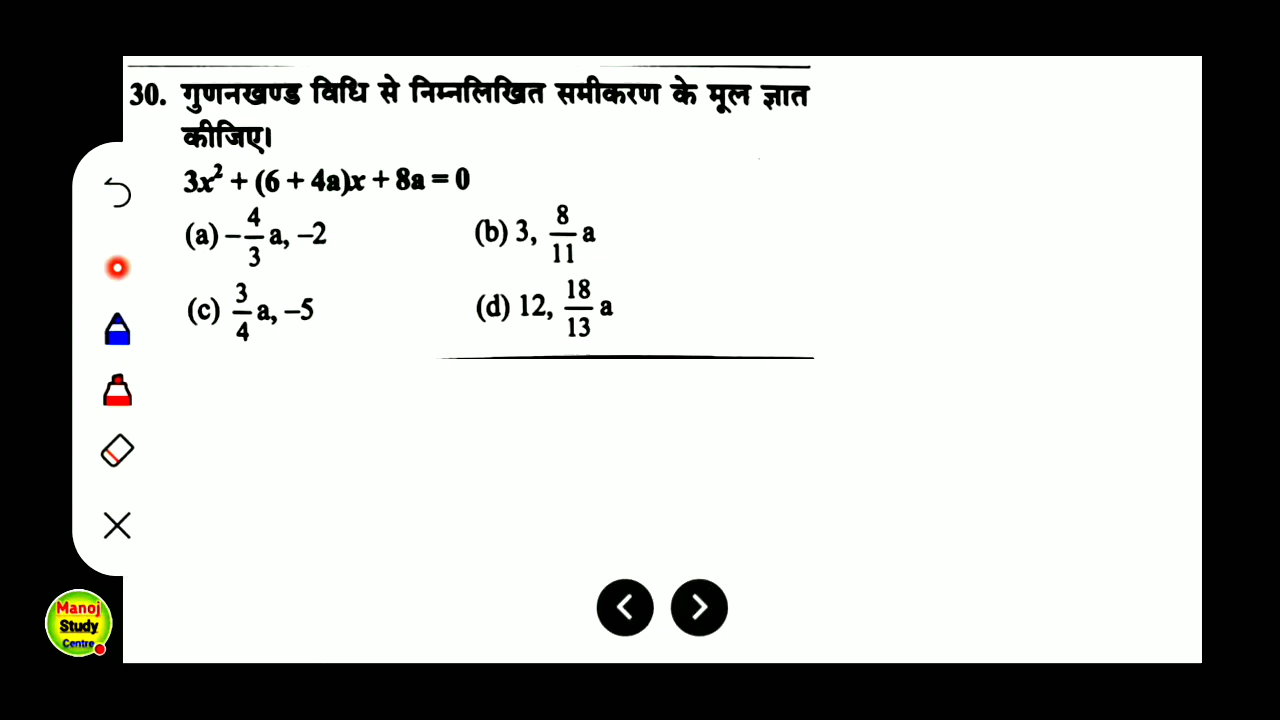 30. गुणनखण्ड विधि से निम्नलिखित समीकरण के मूल ज्ञात
कीजिए।
3x² + (6 + 4a)x + 8a = 0
(a) –4/3 a, –2 (b) 3, 8/11 a
(c) 3/4 a, –5 (d) 12, 18/13 a
Manoj
Study
Centre